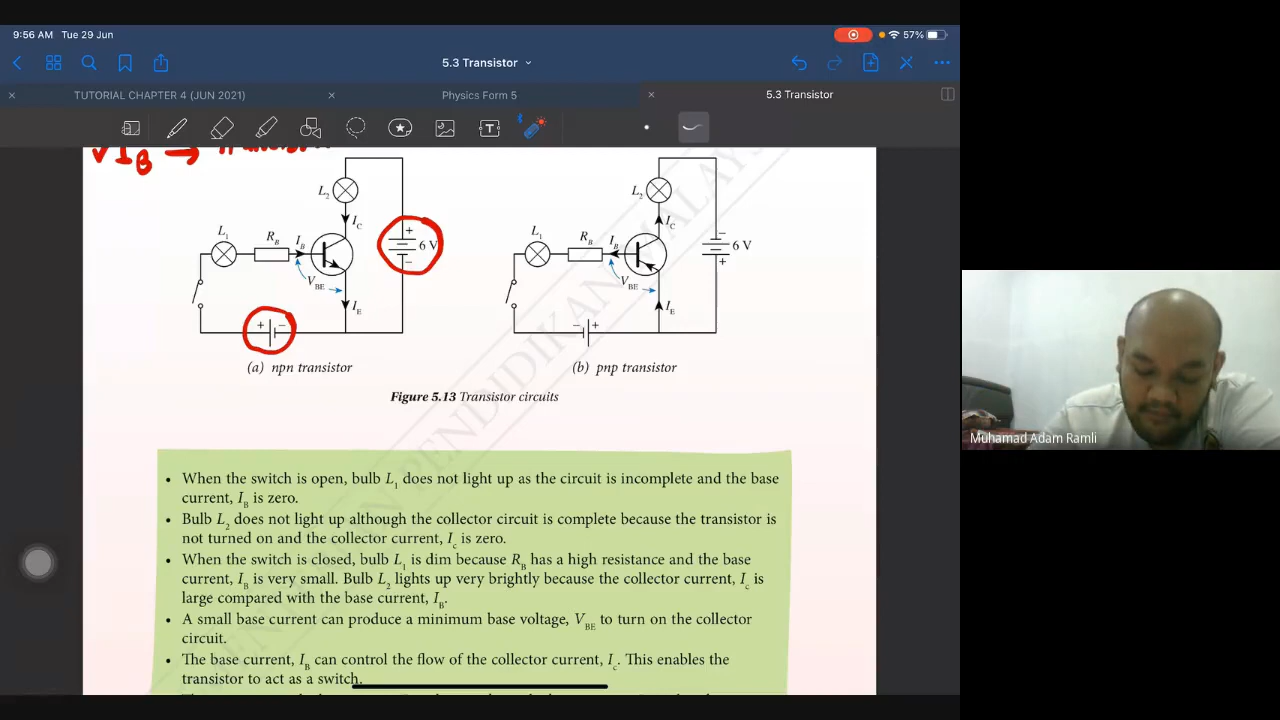 9:56 AM Tue 29 Jun
57%
5.3 Transistor
TUTORIAL CHAPTER 4 (JUN 2021)
Physics Form 5
5.3 Transistor
IB →
L2
IC
L1
RB
IB
VBE
IE
+
6 V
−
+ −
L2
IC
L1
RB
IB
VBE
IE
−
6 V
+
− +
(a) npn transistor
(b) pnp transistor
Figure 5.13 Transistor circuits
• When the switch is open, bulb L1 does not light up as the circuit is incomplete and the base
current, IB is zero.
• Bulb L2 does not light up although the collector circuit is complete because the transistor is
not turned on and the collector current, Ic is zero.
• When the switch is closed, bulb L1 is dim because RB has a high resistance and the base
current, IB is very small. Bulb L2 lights up very brightly because the collector current, Ic is
large compared with the base current, IB.
• A small base current can produce a minimum base voltage, VBE to turn on the collector
circuit.
• The base current, IB can control the flow of the collector current, Ic. This enables the
transistor to act as a switch.
Muhamad Adam Ramli